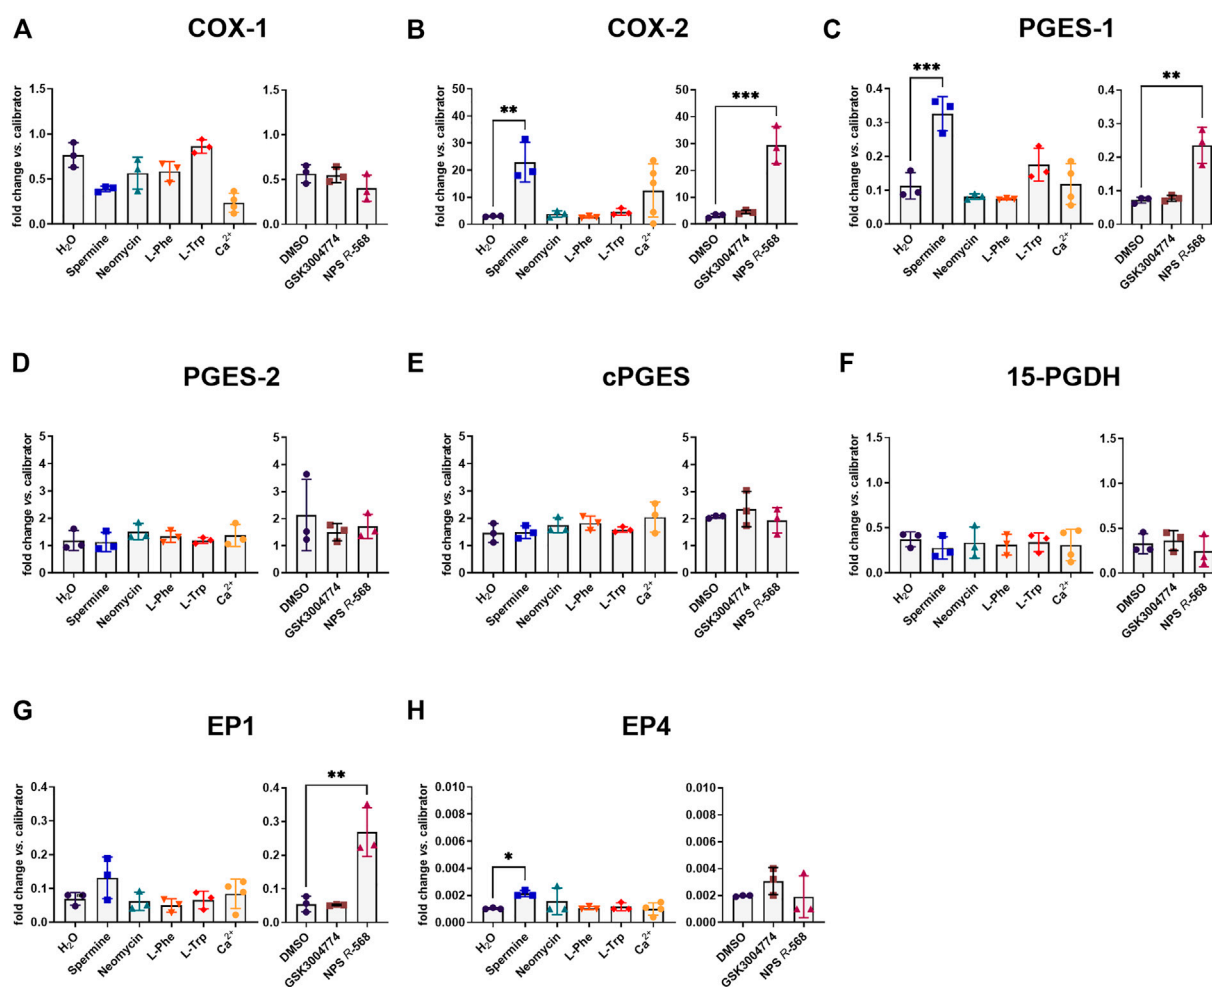 A COX-1
fold change vs. calibrator
1.5
1.0
0.5
0.0
H₂O
Spermine
Neomycin
L-Phe
L-Trp
Ca²⁺
1.5
1.0
0.5
0.0
DMSO
GSK3004774
NPS R-568
B COX-2
fold change vs. calibrator
50
40
30
20
10
0
**
H₂O
Spermine
Neomycin
L-Phe
L-Trp
Ca²⁺
50
40
30
20
10
0
***
DMSO
GSK3004774
NPS R-568
C PGES-1
fold change vs. calibrator
0.4
0.3
0.2
0.1
0.0
***
H₂O
Spermine
Neomycin
L-Phe
L-Trp
Ca²⁺
0.4
0.3
0.2
0.1
0.0
**
DMSO
GSK3004774
NPS R-568
D PGES-2
fold change vs. calibrator
5
4
3
2
1
0
H₂O
Spermine
Neomycin
L-Phe
L-Trp
Ca²⁺
5
4
3
2
1
0
DMSO
GSK3004774
NPS R-568
E cPGES
fold change vs. calibrator
5
4
3
2
1
0
H₂O
Spermine
Neomycin
L-Phe
L-Trp
Ca²⁺
5
4
3
2
1
0
DMSO
GSK3004774
NPS R-568
F 15-PGDH
fold change vs. calibrator
1.5
1.0
0.5
0.0
H₂O
Spermine
Neomycin
L-Phe
L-Trp
Ca²⁺
1.5
1.0
0.5
0.0
DMSO
GSK3004774
NPS R-568
G EP1
fold change vs. calibrator
0.4
0.3
0.2
0.1
0.0
H₂O
Spermine
Neomycin
L-Phe
L-Trp
Ca²⁺
0.4
0.3
0.2
0.1
0.0
**
DMSO
GSK3004774
NPS R-568
H EP4
fold change vs. calibrator
0.010
0.008
0.006
0.004
0.002
0.000
*
H₂O
Spermine
Neomycin
L-Phe
L-Trp
Ca²⁺
0.010
0.008
0.006
0.004
0.002
0.000
DMSO
GSK3004774
NPS R-568